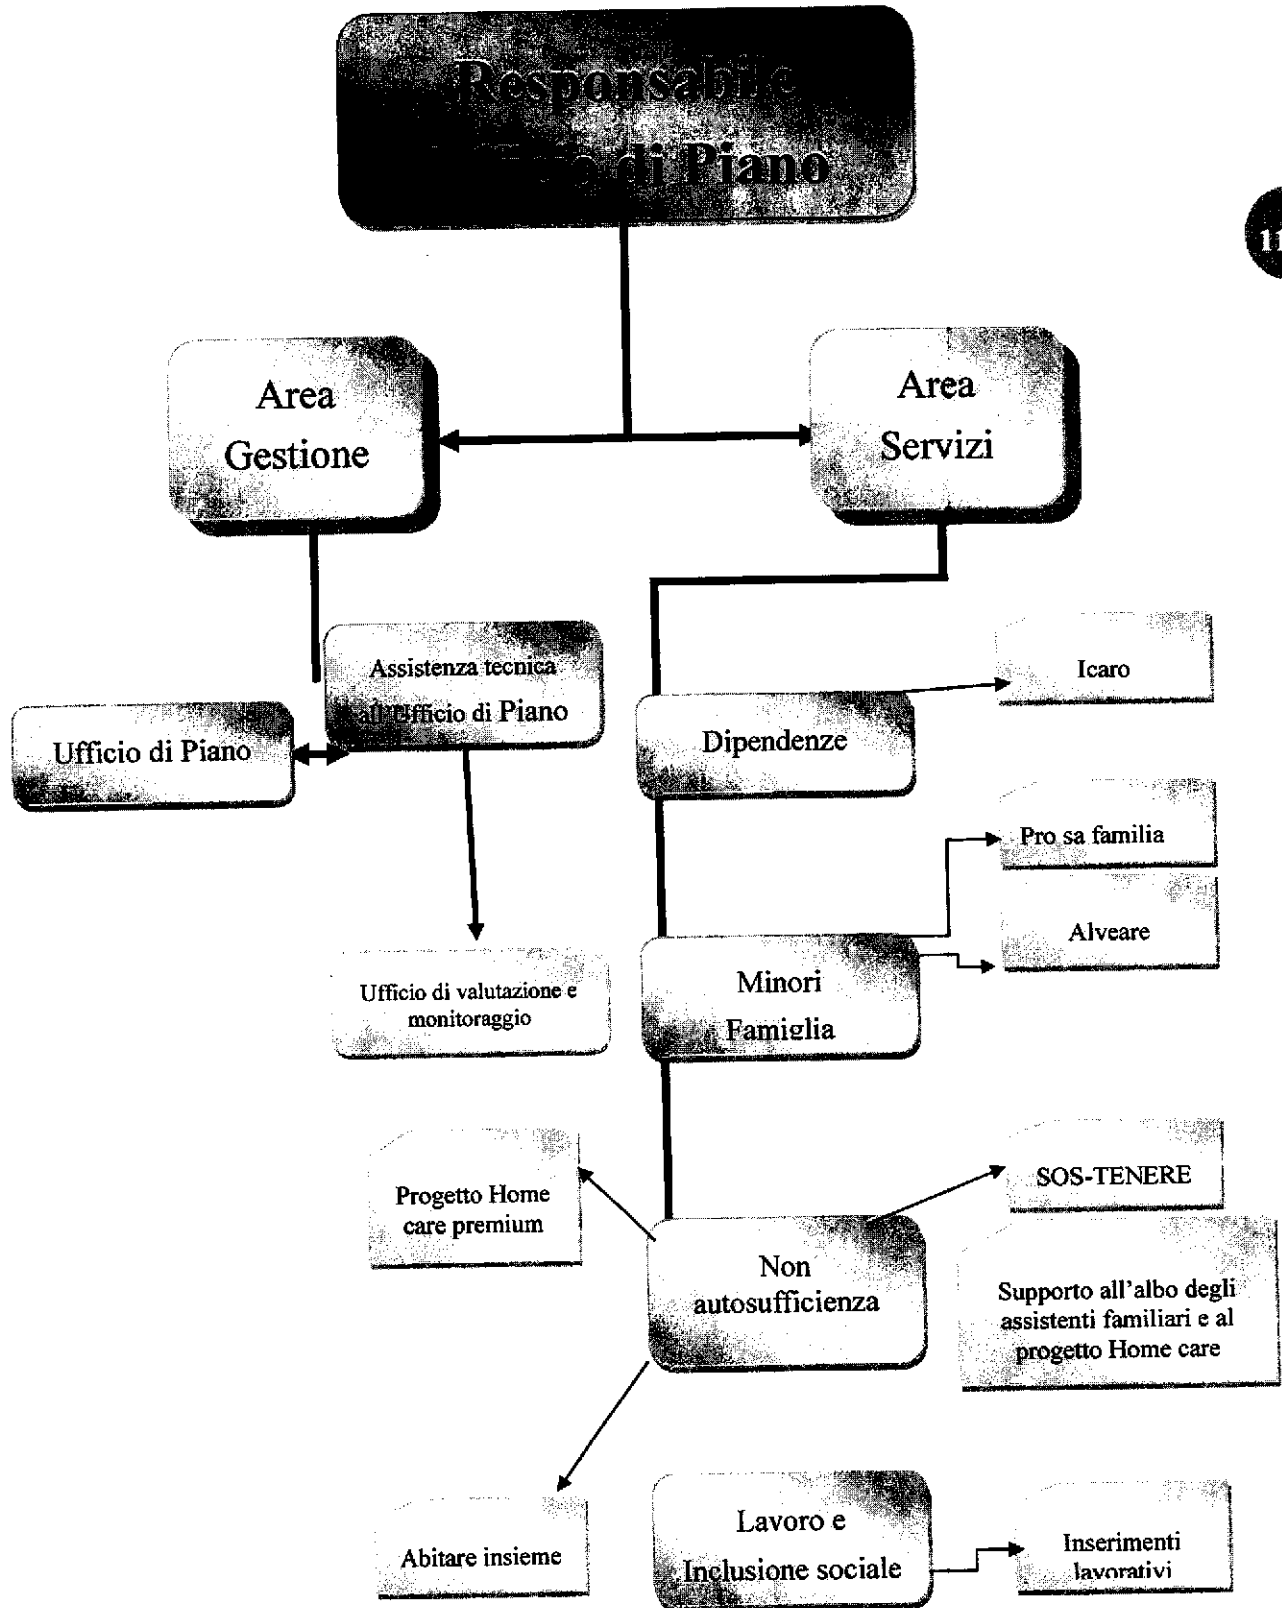 Responsabile
di Piano
11
Area
Gestione
Area
Servizi
Assistenza tecnica
all'Ufficio di Piano
Ufficio di Piano
Dipendenze
Icaro
Pro sa familia
Alveare
Ufficio di valutazione e
monitoraggio
Minori
Famiglia
Progetto Home
care premium
SOS-TENERE
Non
autosufficienza
Supporto all'albo degli
assistenti familiari e al
progetto Home care
Abitare insieme
Lavoro e
Inclusione sociale
Inserimenti
lavorativi